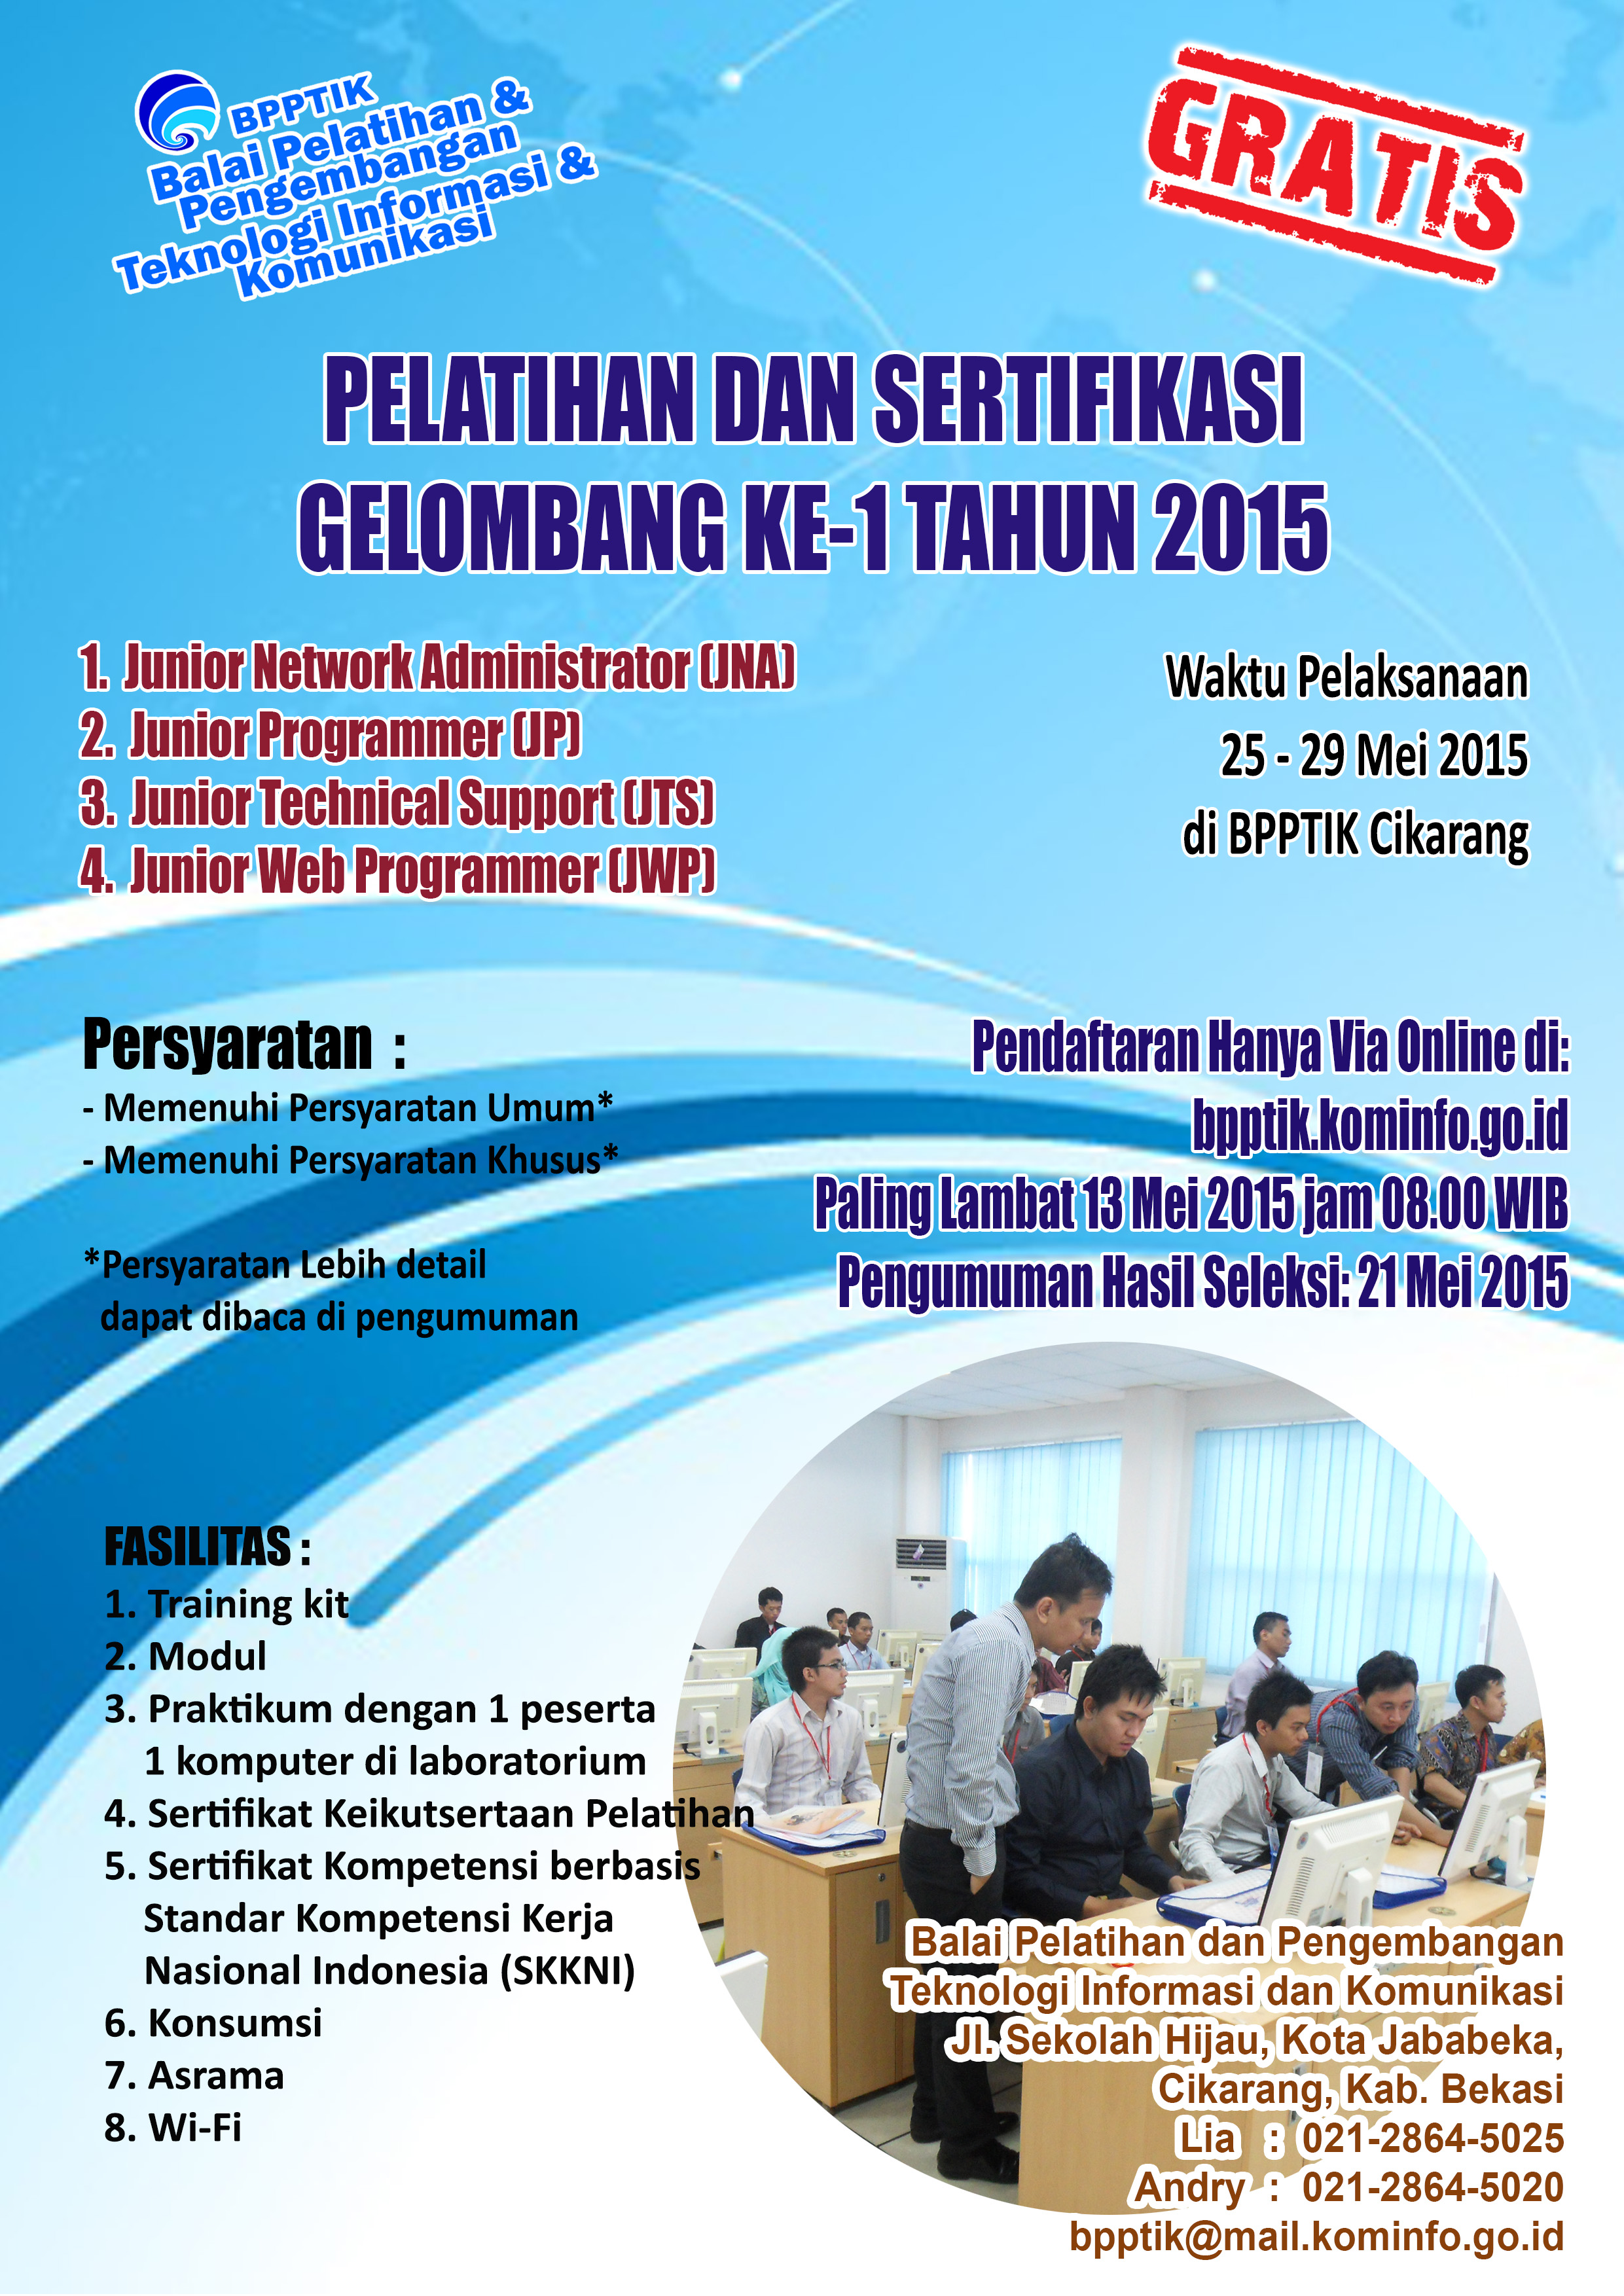 BPPTIK
Balai Pelatihan &
Pengembangan
Teknologi Informasi &
Komunikasi
GRATIS
PELATIHAN DAN SERTIFIKASI
GELOMBANG KE-1 TAHUN 2015
1. Junior Network Administrator (JNA)
2. Junior Programmer (JP)
3. Junior Technical Support (JTS)
4. Junior Web Programmer (JWP)
Waktu Pelaksanaan
25 - 29 Mei 2015
di BPPTIK Cikarang
Persyaratan :
- Memenuhi Persyaratan Umum*
- Memenuhi Persyaratan Khusus*
*Persyaratan Lebih detail
dapat dibaca di pengumuman
Pendaftaran Hanya Via Online di:
bpptik.kominfo.go.id
Paling Lambat 13 Mei 2015 jam 08.00 WIB
Pengumuman Hasil Seleksi: 21 Mei 2015
FASILITAS :
1. Training kit
2. Modul
3. Praktikum dengan 1 peserta
1 komputer di laboratorium
4. Sertifikat Keikutsertaan Pelatihan
5. Sertifikat Kompetensi berbasis
Standar Kompetensi Kerja
Nasional Indonesia (SKKNI)
6. Konsumsi
7. Asrama
8. Wi-Fi
Balai Pelatihan dan Pengembangan
Teknologi Informasi dan Komunikasi
Jl. Sekolah Hijau, Kota Jababeka,
Cikarang, Kab. Bekasi
Lia : 021-2864-5025
Andry : 021-2864-5020
bpptik@mail.kominfo.go.id